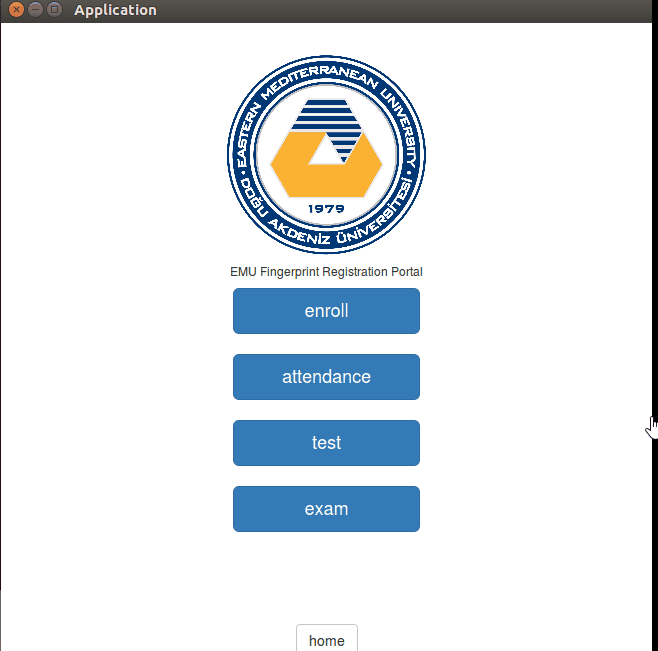 Application
EASTERN MEDITERRANEAN UNIVERSITY
1979
DOĞU AKDENİZ ÜNİVERSİTESİ
EMU Fingerprint Registration Portal
enroll
attendance
test
exam
home